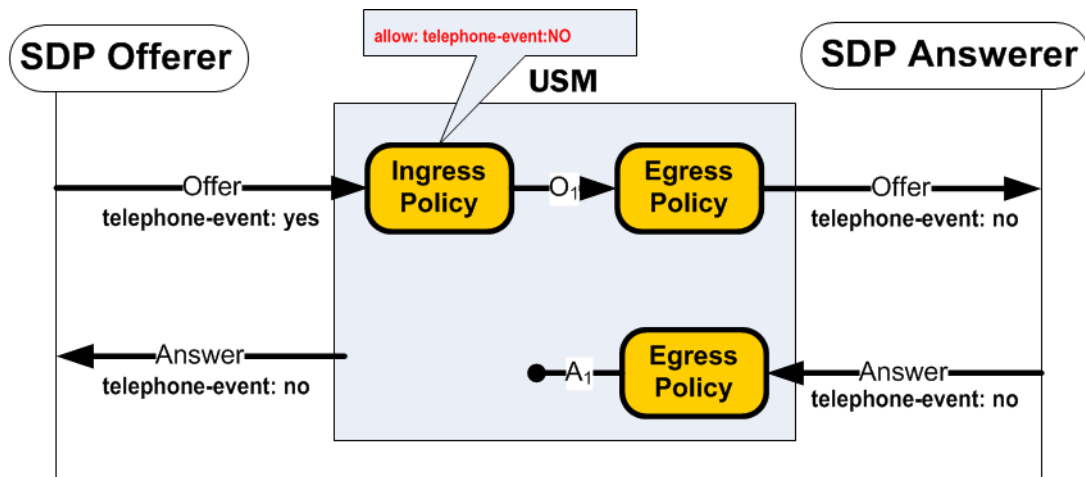 allow: telephone-event:NO
SDP Offerer
SDP Answerer
USM
Ingress
Policy
Egress
Policy
Offer
O1
Offer
telephone-event: yes
telephone-event: no
Answer
A1
Egress
Policy
Answer
telephone-event: no
telephone-event: no